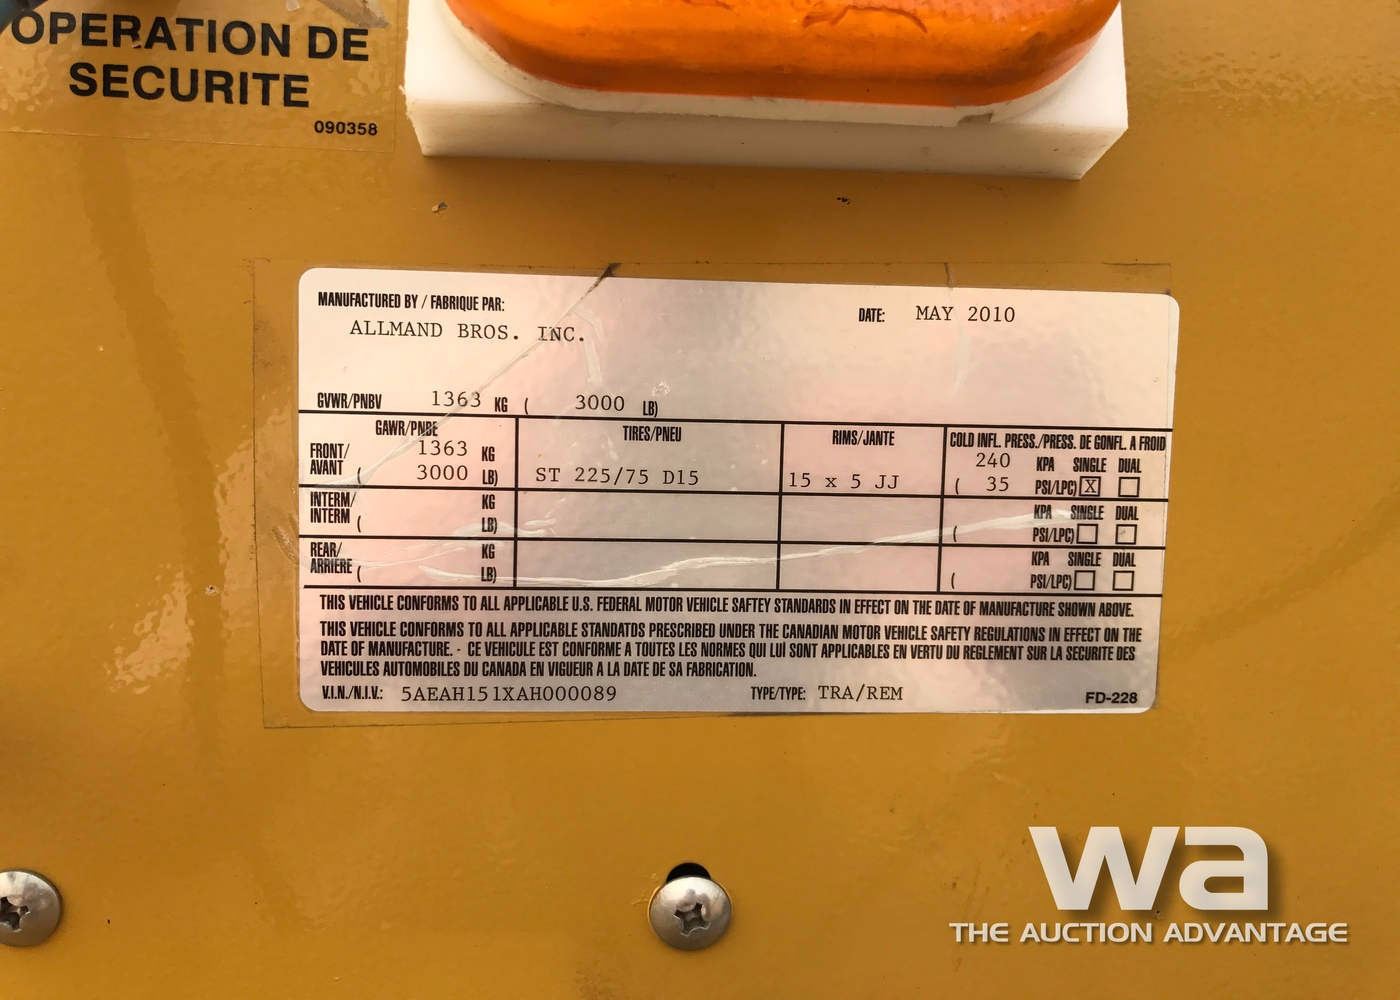 OPERATION DE
SECURITE
090358
MANUFACTURED BY / FABRIQUE PAR:
ALLMAND BROS. INC.
DATE: MAY 2010
GVWR/PNBV 1363 KG ( 3000 LB)
GAWR/PNBE TIRES/PNEU RIMS/JANTE COLD INFL. PRESS./PRESS. DE GONFL. A FROID
FRONT/ 1363 KG 240 KPA SINGLE DUAL
AVANT ( 3000 LB) ST 225/75 D15 15 x 5 JJ ( 35 PSI/LPC) X
INTERM/ KG KPA SINGLE DUAL
INTERM ( LB) ( PSI/LPC)
REAR/ KG KPA SINGLE DUAL
ARRIERE ( LB) ( PSI/LPC)
THIS VEHICLE CONFORMS TO ALL APPLICABLE U.S. FEDERAL MOTOR VEHICLE SAFTEY STANDARDS IN EFFECT ON THE DATE OF MANUFACTURE SHOWN ABOVE.
THIS VEHICLE CONFORMS TO ALL APPLICABLE STANDATDS PRESCRIBED UNDER THE CANADIAN MOTOR VEHICLE SAFETY REGULATIONS IN EFFECT ON THE
DATE OF MANUFACTURE. - CE VEHICULE EST CONFORME A TOUTES LES NORMES QUI LUI SONT APPLICABLES EN VERTU DU REGLEMENT SUR LA SECURITE DES
VEHICULES AUTOMOBILES DU CANADA EN VIGUEUR A LA DATE DE SA FABRICATION.
V.I.N./N.I.V.: 5AEAH151XAH000089 TYPE/TYPE: TRA/REM FD-228
wa
THE AUCTION ADVANTAGE